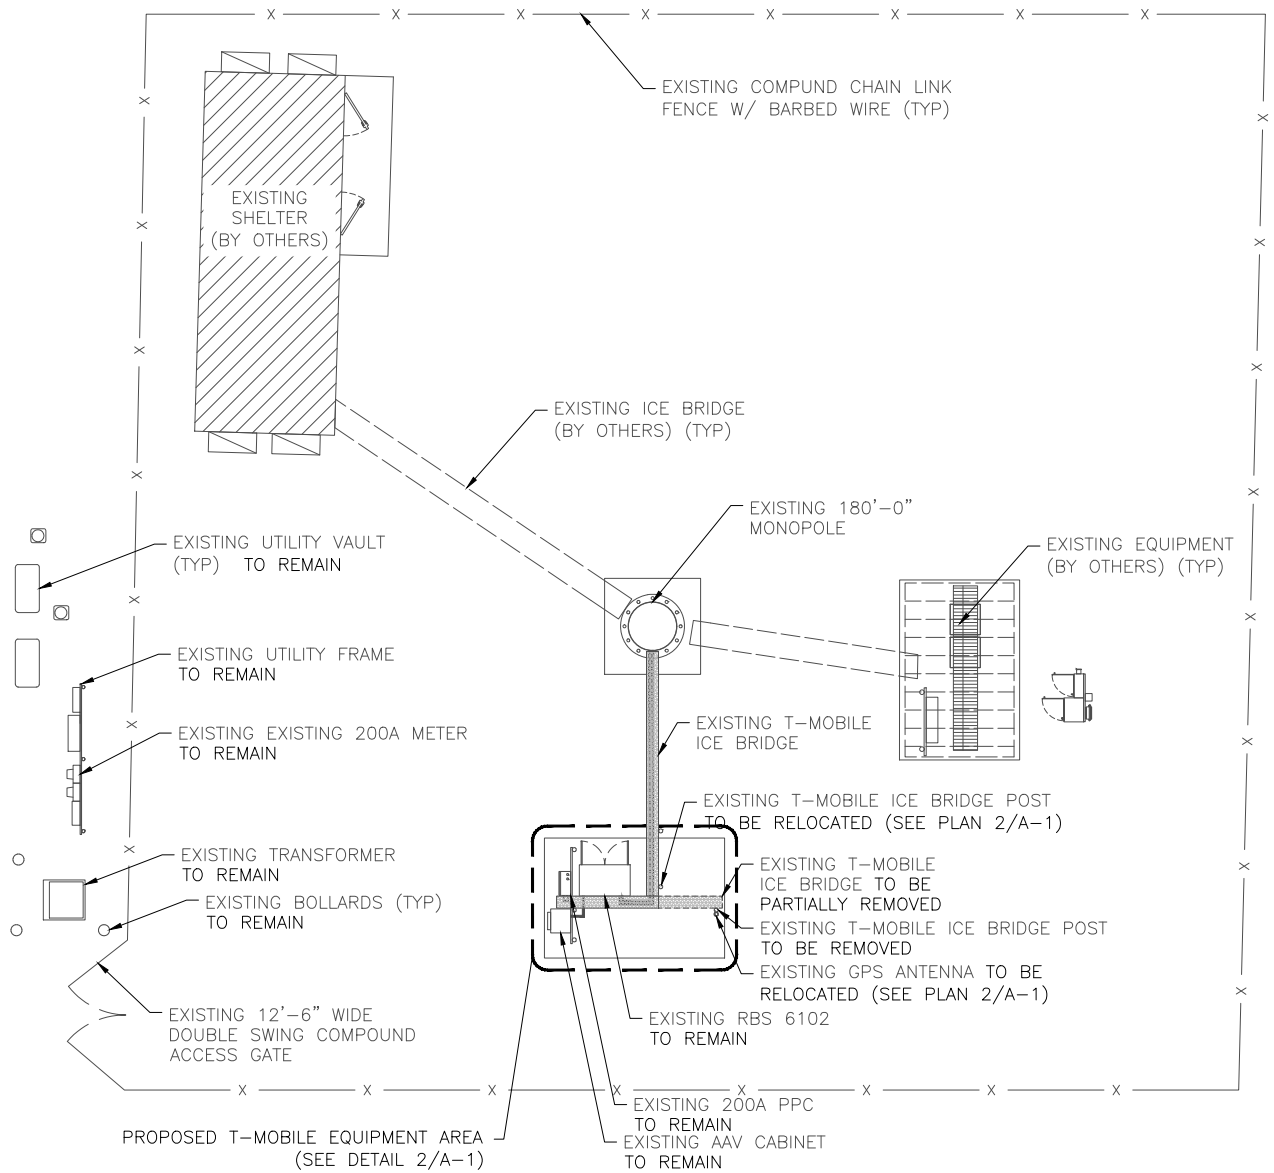 EXISTING COMPUND CHAIN LINK
FENCE W/ BARBED WIRE (TYP)
EXISTING
SHELTER
(BY OTHERS)
EXISTING ICE BRIDGE
(BY OTHERS) (TYP)
EXISTING 180'-0"
MONOPOLE
EXISTING EQUIPMENT
(BY OTHERS) (TYP)
EXISTING UTILITY VAULT
(TYP) TO REMAIN
EXISTING UTILITY FRAME
TO REMAIN
EXISTING EXISTING 200A METER
TO REMAIN
EXISTING T-MOBILE
ICE BRIDGE
EXISTING T-MOBILE ICE BRIDGE POST
TO BE RELOCATED (SEE PLAN 2/A-1)
EXISTING TRANSFORMER
TO REMAIN
EXISTING T-MOBILE
ICE BRIDGE TO BE
PARTIALLY REMOVED
EXISTING BOLLARDS (TYP)
TO REMAIN
EXISTING T-MOBILE ICE BRIDGE POST
TO BE REMOVED
EXISTING GPS ANTENNA TO BE
RELOCATED (SEE PLAN 2/A-1)
EXISTING 12'-6" WIDE
DOUBLE SWING COMPOUND
ACCESS GATE
EXISTING RBS 6102
TO REMAIN
EXISTING 200A PPC
TO REMAIN
PROPOSED T-MOBILE EQUIPMENT AREA
(SEE DETAIL 2/A-1)
EXISTING AAV CABINET
TO REMAIN